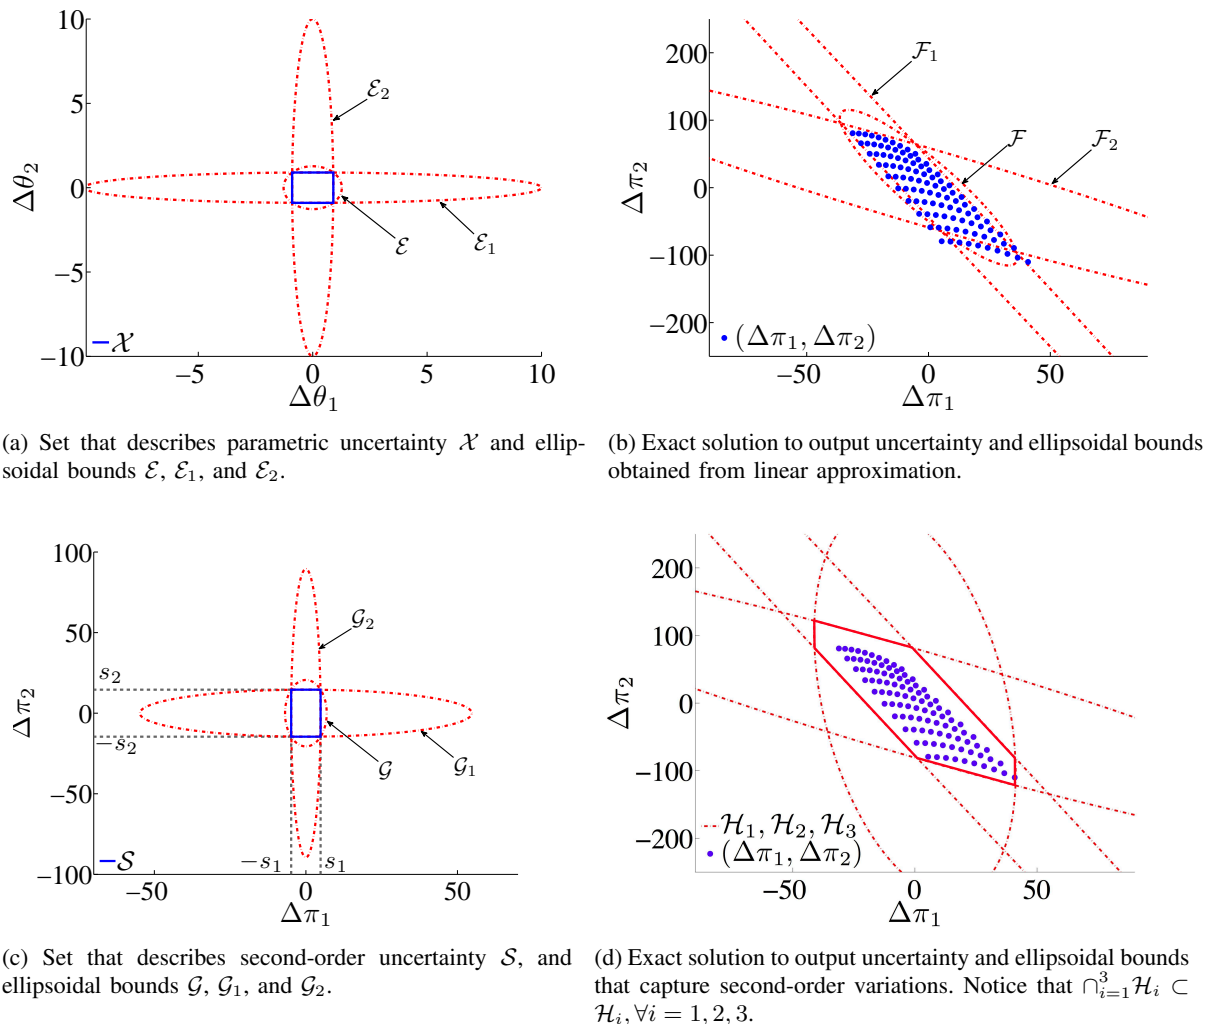 10
5
0
−5
−10
Δθ₂
ℰ₂
ℰ
ℰ₁
𝒳
−5 0 5 10
Δθ₁
200
100
0
−100
−200
Δπ₂
ℱ₁
ℱ
ℱ₂
(Δπ₁, Δπ₂)
−50 0 50
Δπ₁
(a) Set that describes parametric uncertainty 𝒳 and ellip-
soidal bounds ℰ, ℰ₁, and ℰ₂.
(b) Exact solution to output uncertainty and ellipsoidal bounds
obtained from linear approximation.
100
50
0
−50
−100
Δπ₂
s₂
−s₂
𝒢₂
𝒢
𝒢₁
−s₁ s₁
𝒮
−50 0 50
Δπ₁
200
100
0
−100
−200
Δπ₂
ℋ₁, ℋ₂, ℋ₃
(Δπ₁, Δπ₂)
−50 0 50
Δπ₁
(c) Set that describes second-order uncertainty 𝒮, and
ellipsoidal bounds 𝒢, 𝒢₁, and 𝒢₂.
(d) Exact solution to output uncertainty and ellipsoidal bounds
that capture second-order variations. Notice that ∩³ᵢ₌₁ℋᵢ ⊂
ℋᵢ, ∀i = 1, 2, 3.